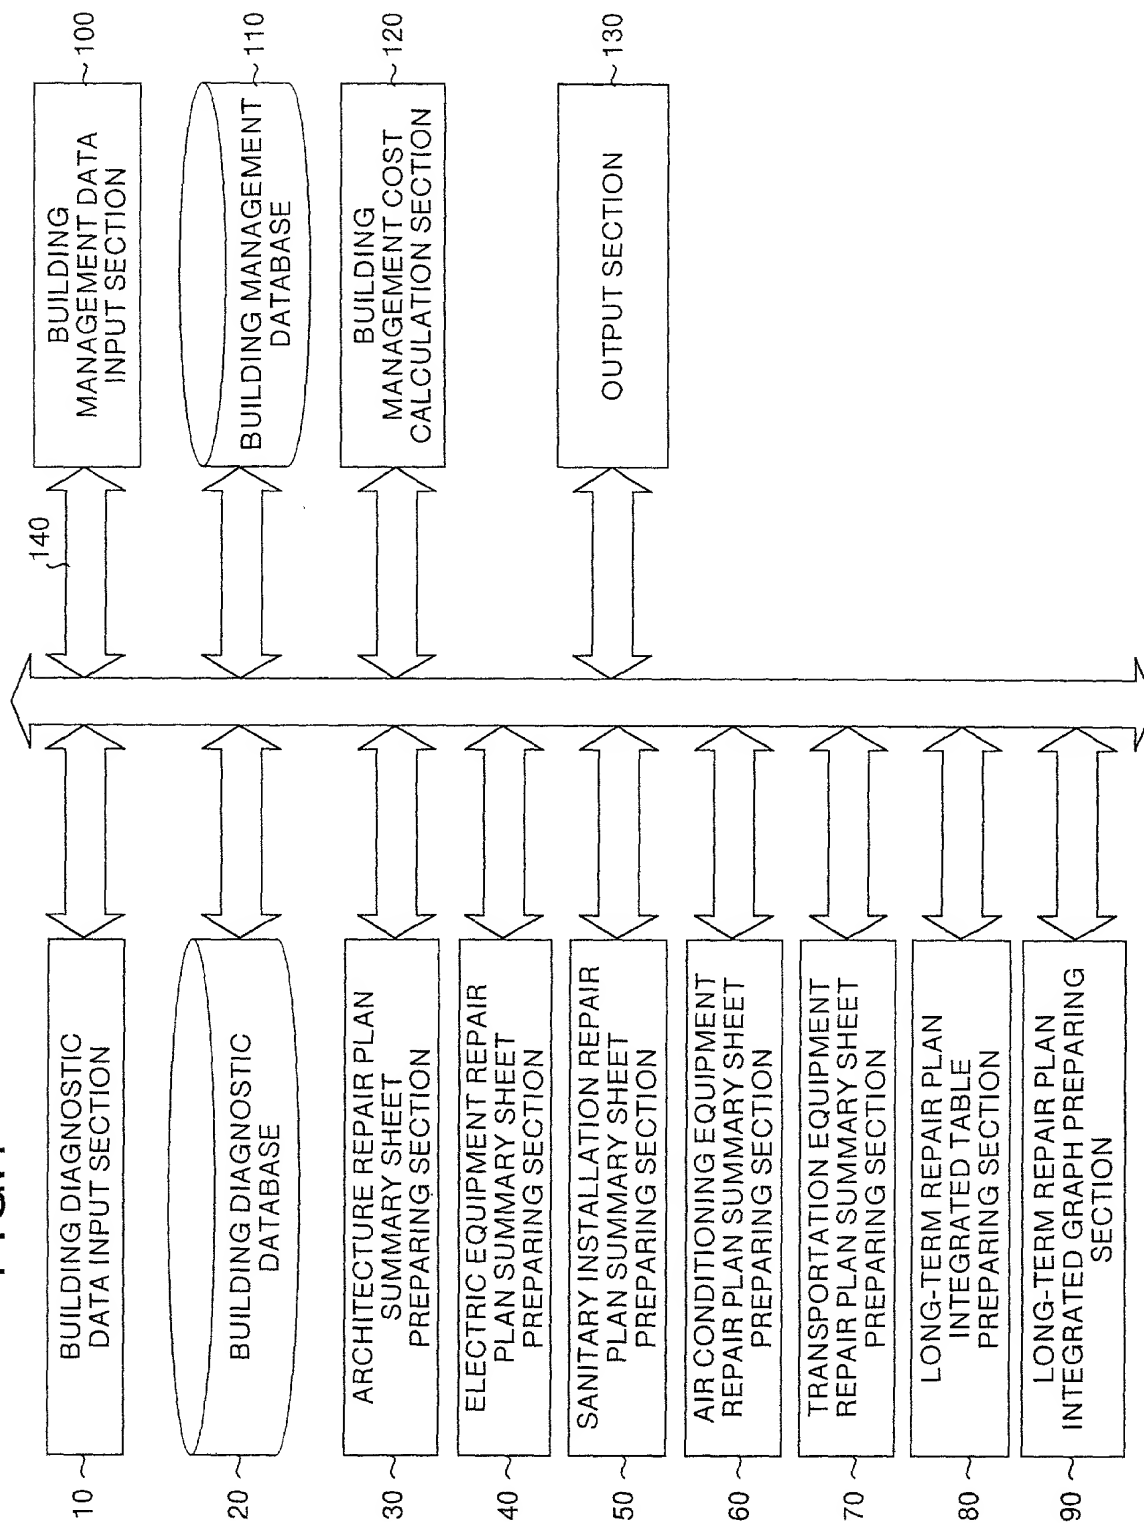 10
BUILDING DIAGNOSTIC
DATA INPUT SECTION
20
BUILDING DIAGNOSTIC
DATABASE
30
ARCHITECTURE REPAIR PLAN
SUMMARY SHEET
PREPARING SECTION
40
ELECTRIC EQUIPMENT REPAIR
PLAN SUMMARY SHEET
PREPARING SECTION
50
SANITARY INSTALLATION REPAIR
PLAN SUMMARY SHEET
PREPARING SECTION
60
AIR CONDITIONING EQUIPMENT
REPAIR PLAN SUMMARY SHEET
PREPARING SECTION
70
TRANSPORTATION EQUIPMENT
REPAIR PLAN SUMMARY SHEET
PREPARING SECTION
80
LONG-TERM REPAIR PLAN
INTEGRATED TABLE
PREPARING SECTION
90
LONG-TERM REPAIR PLAN
INTEGRATED GRAPH PREPARING
SECTION
140
BUILDING
MANAGEMENT DATA
INPUT SECTION
100
BUILDING MANAGEMENT
DATABASE
110
BUILDING
MANAGEMENT COST
CALCULATION SECTION
120
OUTPUT SECTION
130